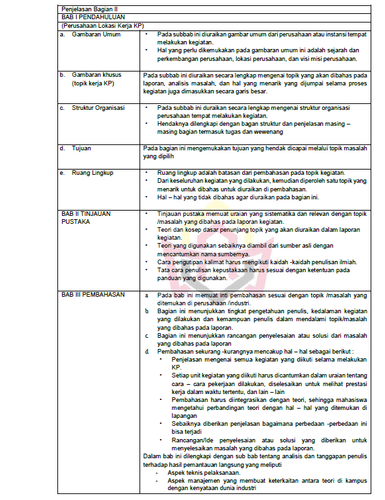 Penjelasan Bagian II
BAB I PENDAHULUAN
(Perusahaan Lokasi Kerja KP)
a. Gambaran Umum
• Pada subbab ini diuraikan gambar umum dari perusahaan atau instansi tempat
melakukan kegiatan.
• Hal yang perlu dikemukakan pada gambaran umum ini adalah sejarah dan
perkembangan perusahaan, lokasi perusahaan, dan visi misi perusahaan.
b. Gambaran khusus
(topik kerja KP)
Pada subbab ini diuraikan secara lengkap mengenai topik yang akan dibahas pada
laporan, analisis masalah, dan hal yang menarik yang dijumpai selama proses
kegiatan juga dimasukkan secara garis besar.
c. Struktur Organisasi
• Pada subbab ini diuraikan secara lengkap mengenai struktur organisasi
perusahaan tempat melakukan kegiatan.
• Hendaknya dilengkapi dengan bagan struktur dan penjelasan masing –
masing bagian termasuk tugas dan wewenang
d. Tujuan
Pada bagian ini mengemukakan tujuan yang hendak dicapai melalui topik masalah
yang dipilih
e. Ruang Lingkup
• Ruang lingkup adalah batasan dari pembahasan pada topik kegiatan.
• Dari keseluruhan kegiatan yang dilakukan, kemudian diperoleh satu topik yang
menarik untuk dibahas untuk diuraikan di pembahasan.
• Hal – hal yang tidak dibahas agar diuraikan pada bagian ini.
BAB II TINJAUAN
PUSTAKA
• Tinjauan pustaka memuat uraian yang sistematika dan relevan dengan topik
/masalah yang dibahas pada laporan kegiatan.
• Teori dan konsep dasar penunjang topik yang akan diuraikan dalam laporan
kegiatan.
• Teori yang digunakan sebaiknya diambil dari sumber asli dengan
mencantumkan nama sumbernya.
• Cara pengutipan kalimat harus mengikuti kaidah -kaidah penulisan ilmiah.
• Tata cara penulisan kepustakaan harus sesuai dengan ketentuan pada
panduan yang digunakan.
BAB III PEMBAHASAN
a Pada bab ini memuat inti pembahasan sesuai dengan topik /masalah yang
ditemukan di perusahaan /industri.
b Bagian ini menunjukkan tingkat pengetahuan penulis, kedalaman kegiatan
yang dilakukan dan kemampuan penulis dalam mendalami topik/masalah
yang dibahas pada laporan.
c Bagian ini menunjukkan rancangan penyelesaian atau solusi dari masalah
yang dibahas pada laporan
d. Pembahasan sekurang -kurangnya mencakup hal – hal sebagai berikut :
• Penjelasan mengenai semua kegiatan yang diikuti selama melakukan
KP.
• Setiap unit kegiatan yang diikuti harus dicantumkan dalam uraian tentang
cara – cara pekerjaan dilakukan, diselesaikan untuk melihat prestasi
kerja dalam waktu tertentu, dan lain – lain
• Pembahasan harus diintegrasikan dengan teori, sehingga mahasiswa
mengetahui perbandingan teori dengan hal – hal yang ditemukan di
lapangan
• Sebaiknya diberikan penjelasan bagaimana perbedaan -perbedaan ini
bisa terjadi
• Rancangan/Ide penyelesaian atau solusi yang diberikan untuk
menyelesaikan masalah yang dibahas pada laporan.
Dalam bab ini dilengkapi dengan sub bab tentang analisis dan tanggapan penulis
terhadap hasil pemantauan langsung yang meliputi
- Aspek teknis pelaksanaan.
- Aspek manajemen yang membuat keterkaitan antara teori di kampus
dengan kenyataan dunia industri